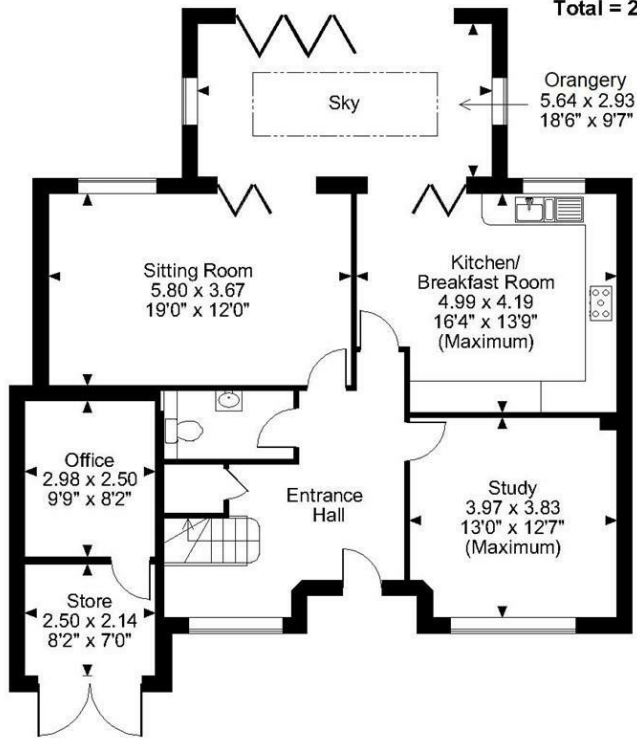 Total = 2
Sky
Orangery
5.64 x 2.93
18'6" x 9'7"
Sitting Room
5.80 x 3.67
19'0" x 12'0"
Kitchen/
Breakfast Room
4.99 x 4.19
16'4" x 13'9"
(Maximum)
Office
2.98 x 2.50
9'9" x 8'2"
Entrance
Hall
Study
3.97 x 3.83
13'0" x 12'7"
(Maximum)
Store
2.50 x 2.14
8'2" x 7'0"